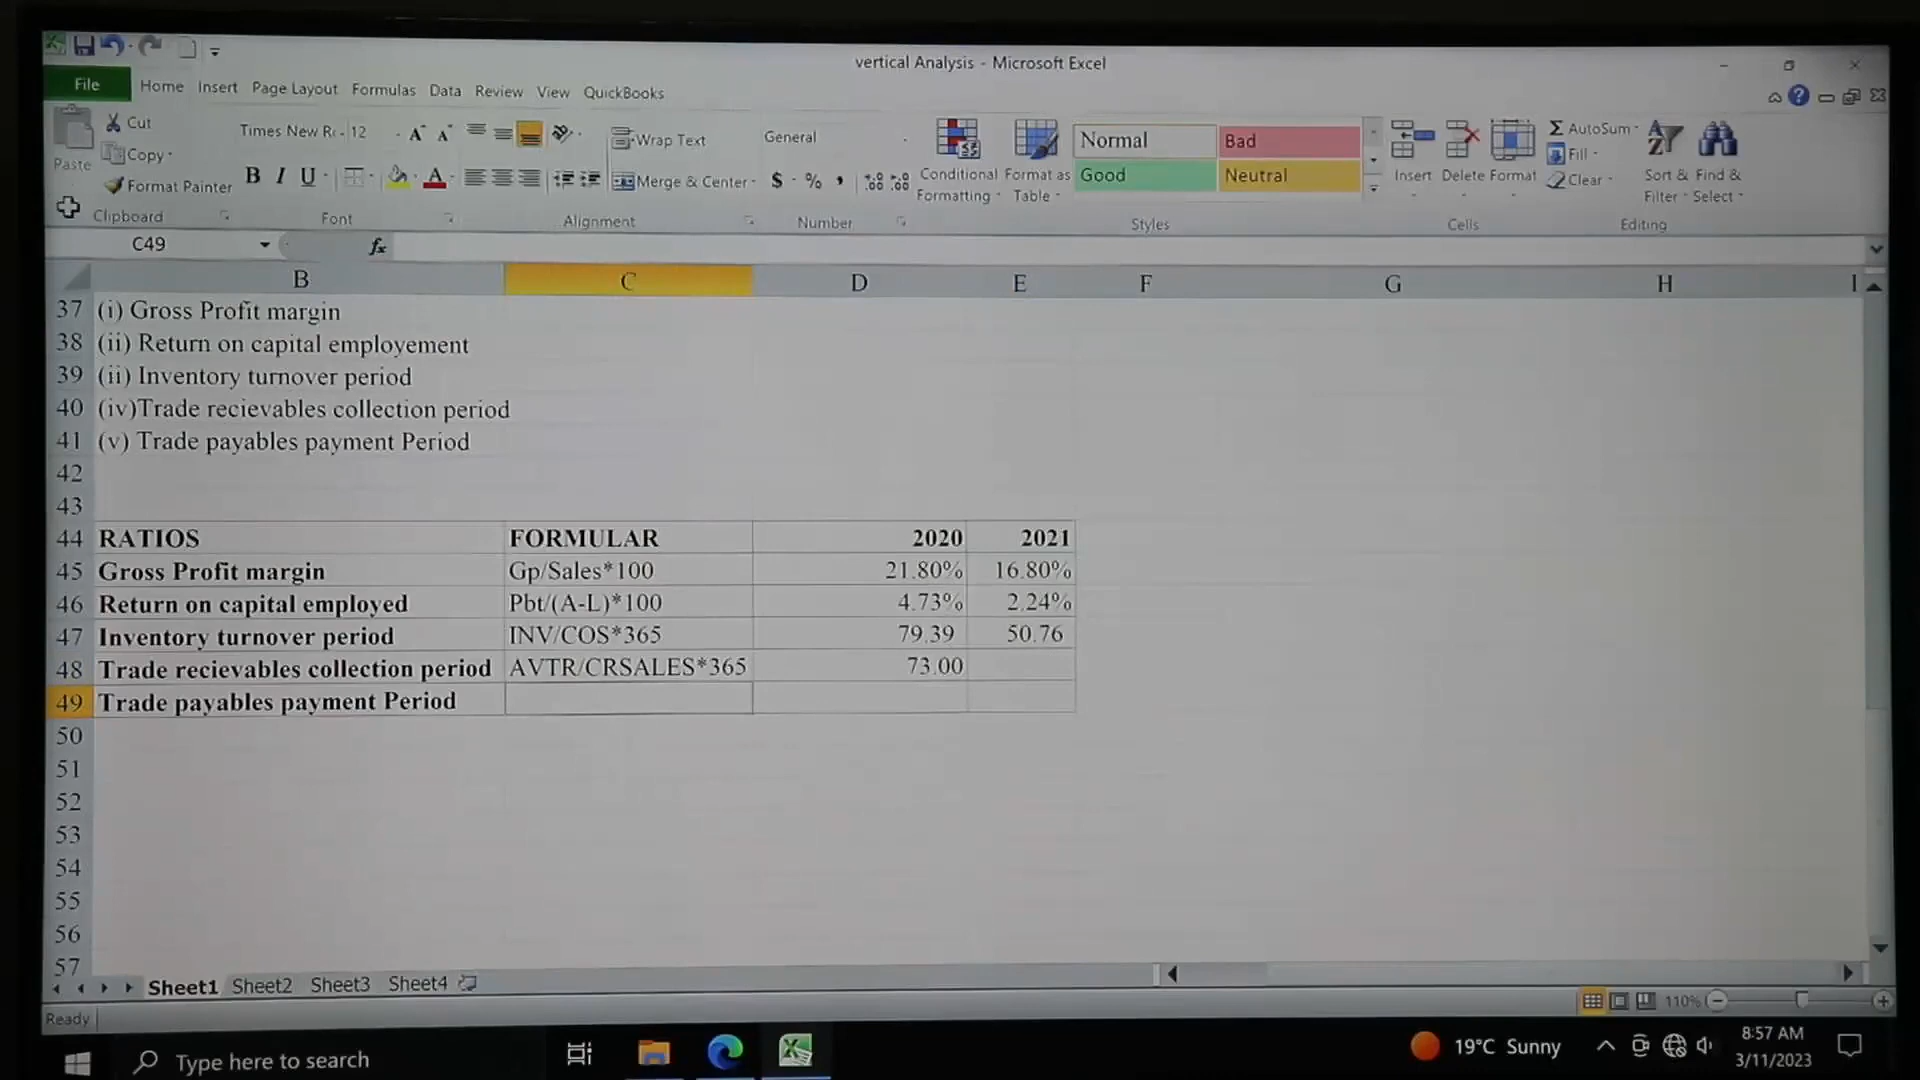 vertical Analysis - Microsoft Excel
File Home Insert Page Layout Formulas Data Review View QuickBooks
Paste
Cut
Copy
Format Painter
Clipboard
Times New Ro 12
B I U
Font
Wrap Text
Merge & Center
Alignment
General
$ % ,
Number
Conditional Formatting
Format as Table
Normal Bad
Good Neutral
Styles
Insert Delete Format
Cells
Σ AutoSum
Fill
Clear
Sort & Filter
Find & Select
Editing
C49 fx
B C D E F G H I
37 (i) Gross Profit margin
38 (ii) Return on capital employement
39 (ii) Inventory turnover period
40 (iv)Trade recievables collection period
41 (v) Trade payables payment Period
42
43
44 RATIOS FORMULAR 2020 2021
45 Gross Profit margin Gp/Sales*100 21.80% 16.80%
46 Return on capital employed Pbt/(A-L)*100 4.73% 2.24%
47 Inventory turnover period INV/COS*365 79.39 50.76
48 Trade recievables collection period AVTR/CRSALES*365 73.00
49 Trade payables payment Period
50
51
52
53
54
55
56
57
Sheet1 Sheet2 Sheet3 Sheet4
Ready
110%
Type here to search
19°C Sunny
8:57 AM
3/11/2023